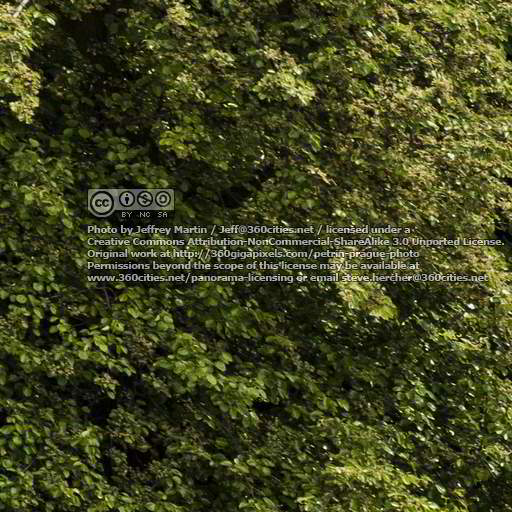 cc
BY NC SA
Photo by Jeffrey Martin / Jeff@360cities.net / licensed under a
Creative Commons Attribution-NonCommercial-ShareAlike 3.0 Unported License.
Original work at http://360gigapixels.com/petrin-prague-photo
Permissions beyond the scope of this license may be available at
www.360cities.net/panorama-licensing or email steve.hercher@360cities.net